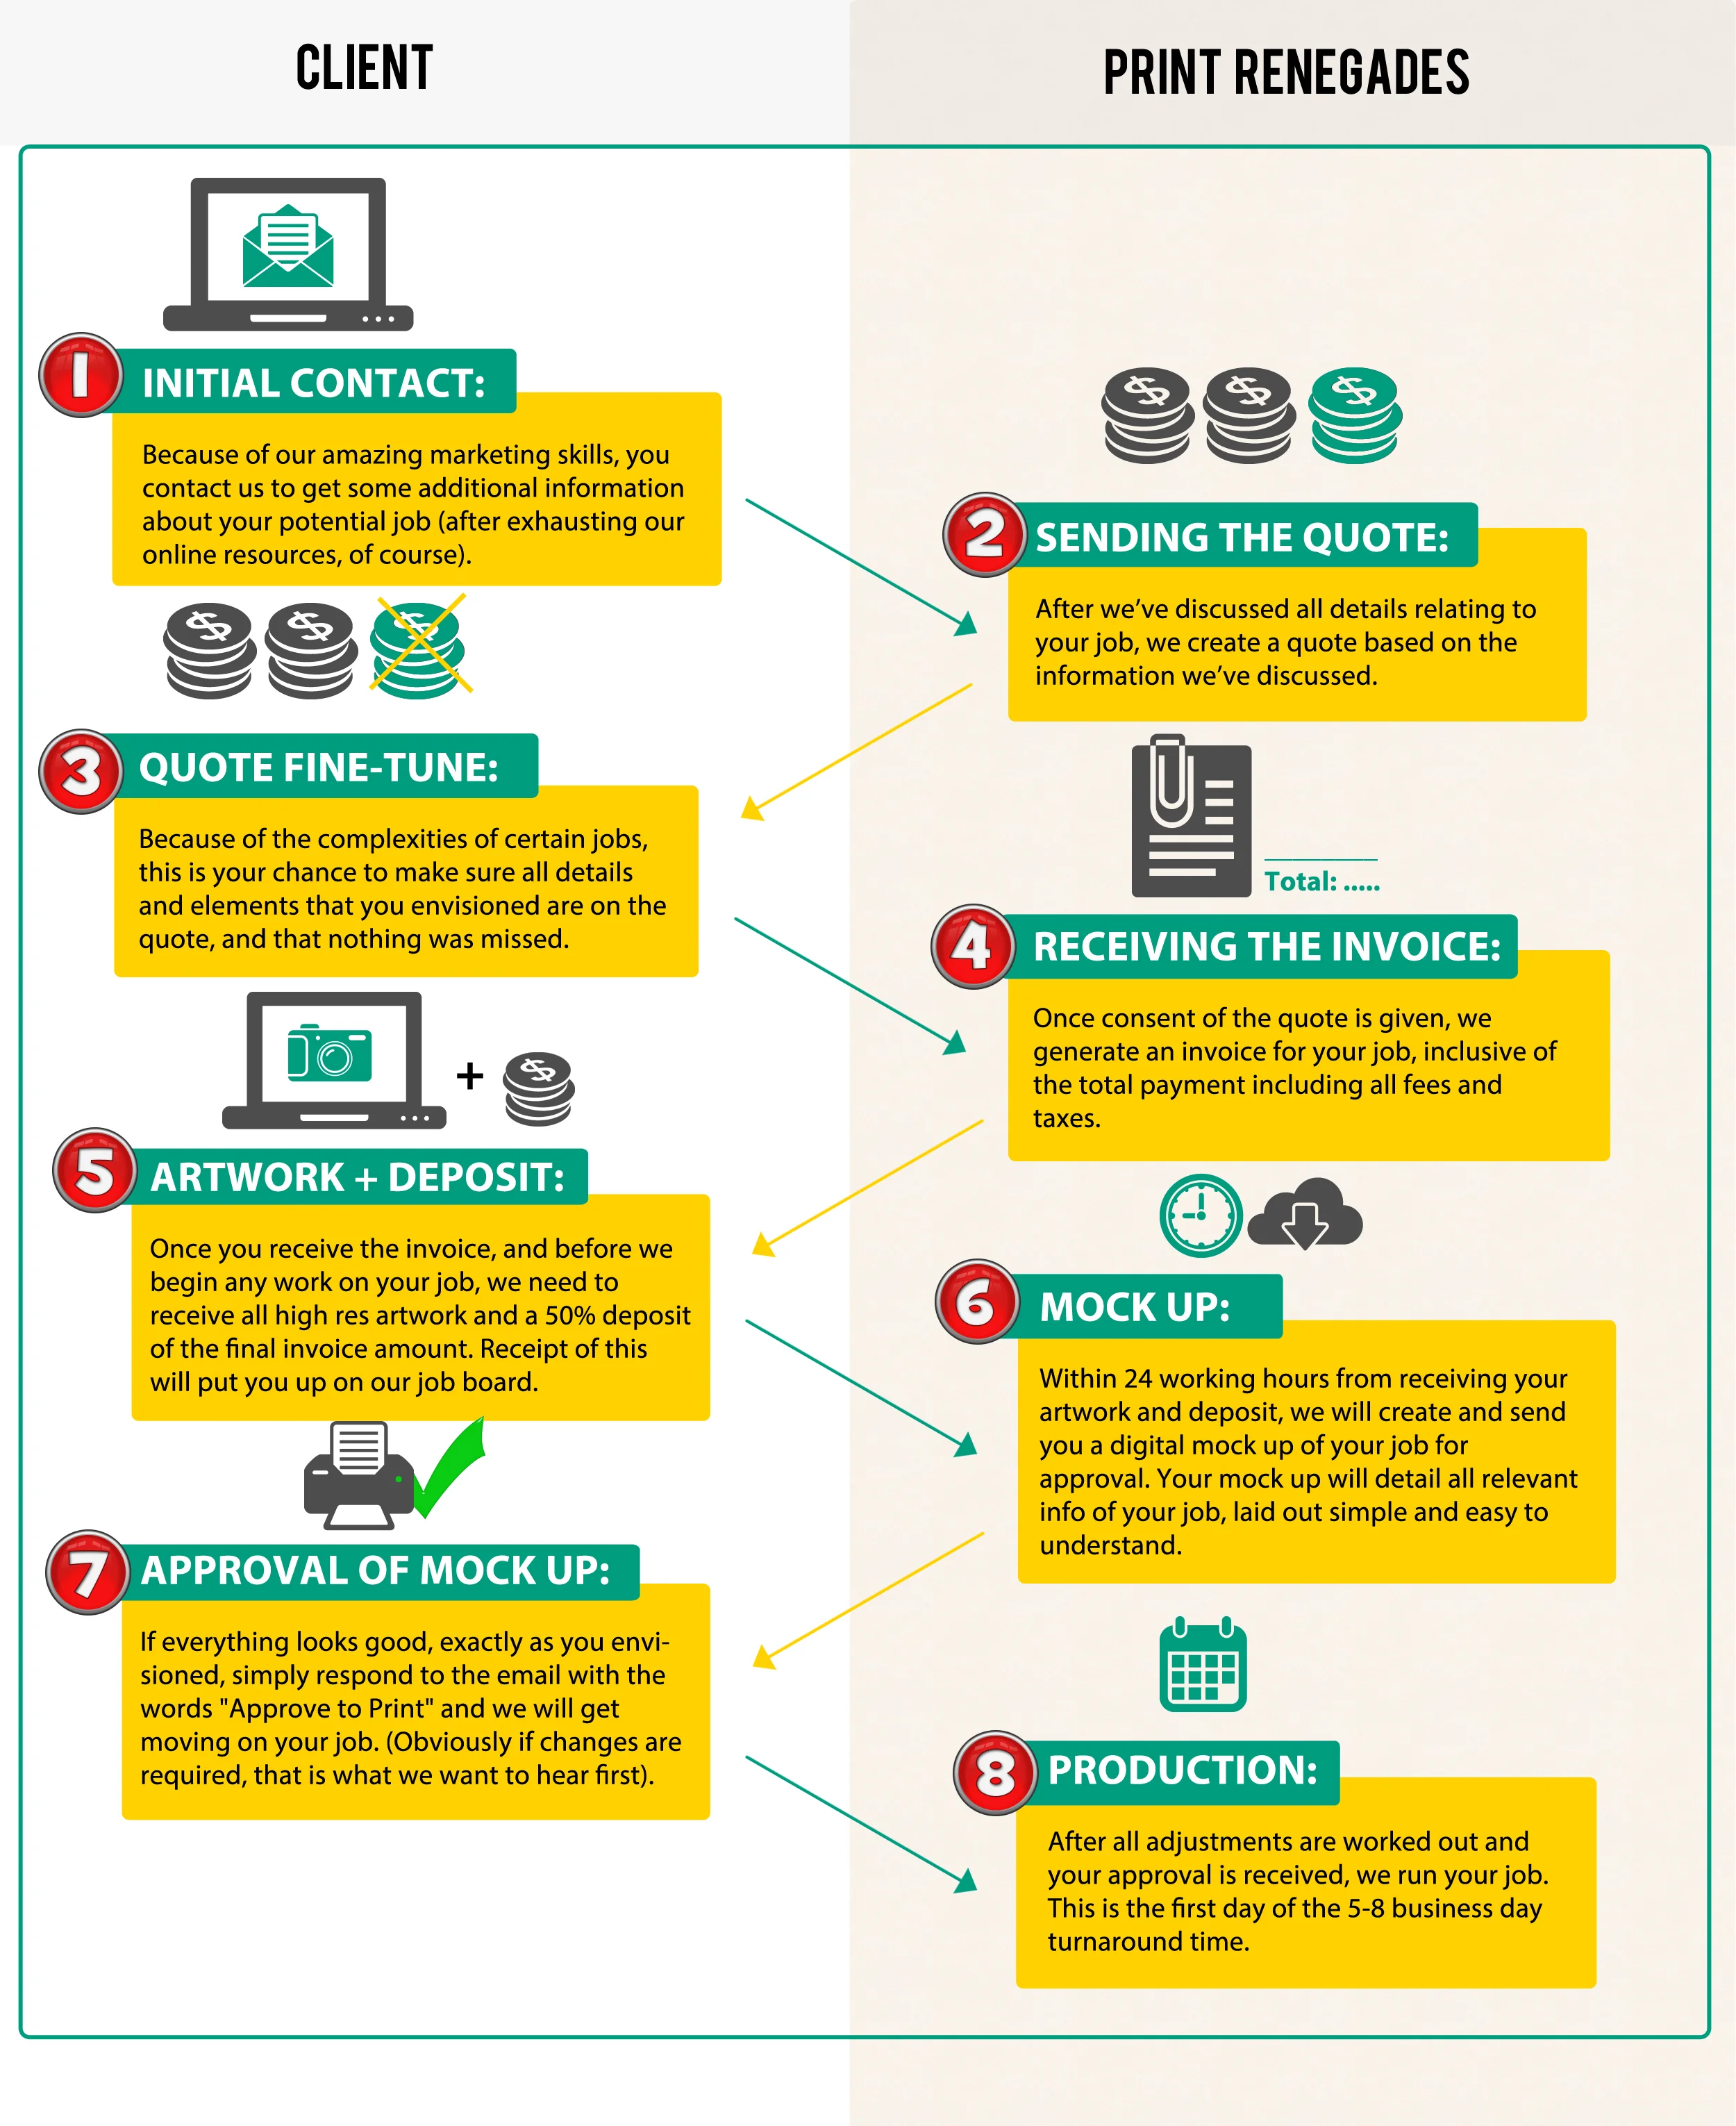 CLIENT
PRINT RENEGADES
1
INITIAL CONTACT:
Because of our amazing marketing skills, you
contact us to get some additional information
about your potential job (after exhausting our
online resources, of course).
$ $ $
2
SENDING THE QUOTE:
After we've discussed all details relating to
your job, we create a quote based on the
information we've discussed.
$ $ $
3
QUOTE FINE-TUNE:
Because of the complexities of certain jobs,
this is your chance to make sure all details
and elements that you envisioned are on the
quote, and that nothing was missed.
Total: .....
4
RECEIVING THE INVOICE:
Once consent of the quote is given, we
generate an invoice for your job, inclusive of
the total payment including all fees and
taxes.
+ $
5
ARTWORK + DEPOSIT:
Once you receive the invoice, and before we
begin any work on your job, we need to
receive all high res artwork and a 50% deposit
of the final invoice amount. Receipt of this
will put you up on our job board.
6
MOCK UP:
Within 24 working hours from receiving your
artwork and deposit, we will create and send
you a digital mock up of your job for
approval. Your mock up will detail all relevant
info of your job, laid out simple and easy to
understand.
7
APPROVAL OF MOCK UP:
If everything looks good, exactly as you envi-
sioned, simply respond to the email with the
words "Approve to Print" and we will get
moving on your job. (Obviously if changes are
required, that is what we want to hear first).
8
PRODUCTION:
After all adjustments are worked out and
your approval is received, we run your job.
This is the first day of the 5-8 business day
turnaround time.